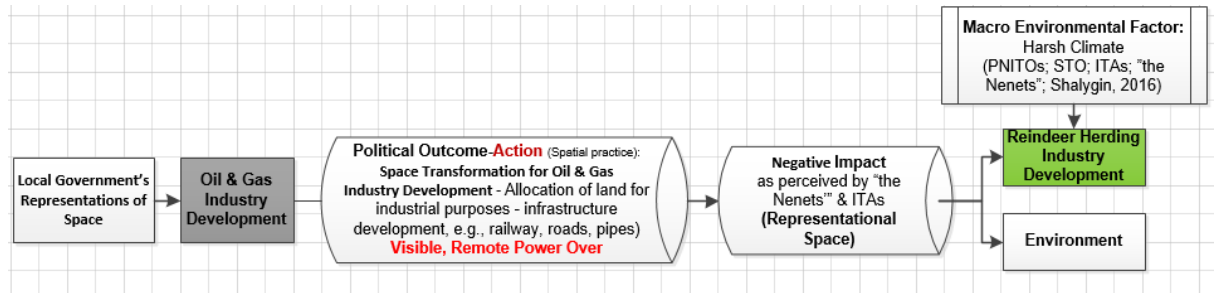 Macro Environmental Factor:
Harsh Climate
(PNITOs; STO; ITAs; "the
Nenets"; Shalygin, 2016)
Local Government's
Representations of
Space
Oil & Gas
Industry
Development
Political Outcome-Action (Spatial practice):
Space Transformation for Oil & Gas
Industry Development - Allocation of land for
industrial purposes - infrastructure
development, e.g., railway, roads, pipes)
Visible, Remote Power Over
Negative Impact
as perceived by "the
Nenets'" & ITAs
(Representational
Space)
Reindeer Herding
Industry
Development
Environment